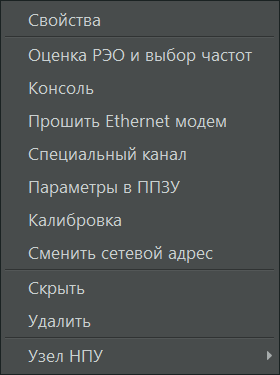 Свойства
Оценка РЭО и выбор частот
Консоль
Прошить Ethernet модем
Специальный канал
Параметры в ППЗУ
Калибровка
Сменить сетевой адрес
Скрыть
Удалить
Узел НПУ